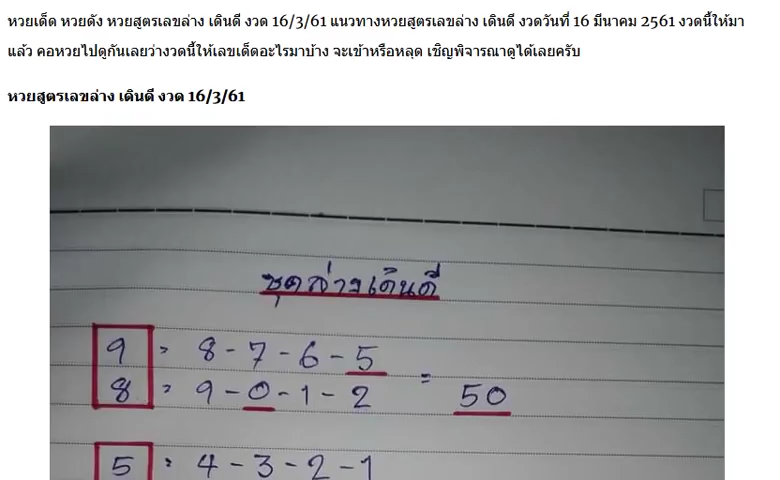 หวยเด็ด หวยดัง หวยสูตรเลขล่าง เดินดี งวด 16/3/61 แนวทางหวยสูตรเลขล่าง เดินดี งวดวันที่ 16 มีนาคม 2561 งวดนี้ให้มา
แล้ว คอหวยไปดูกันเลยว่างวดนี้ให้เลขเด็ดอะไรมาบ้าง จะเข้าหรือหลุด เชิญพิจารณาดูได้เลยครับ
หวยสูตรเลขล่าง เดินดี งวด 16/3/61
ชุดล่างเดินดี
9 = 8-7-6-5
8 = 9-0-1-2 = 50
5 = 4-3-2-1